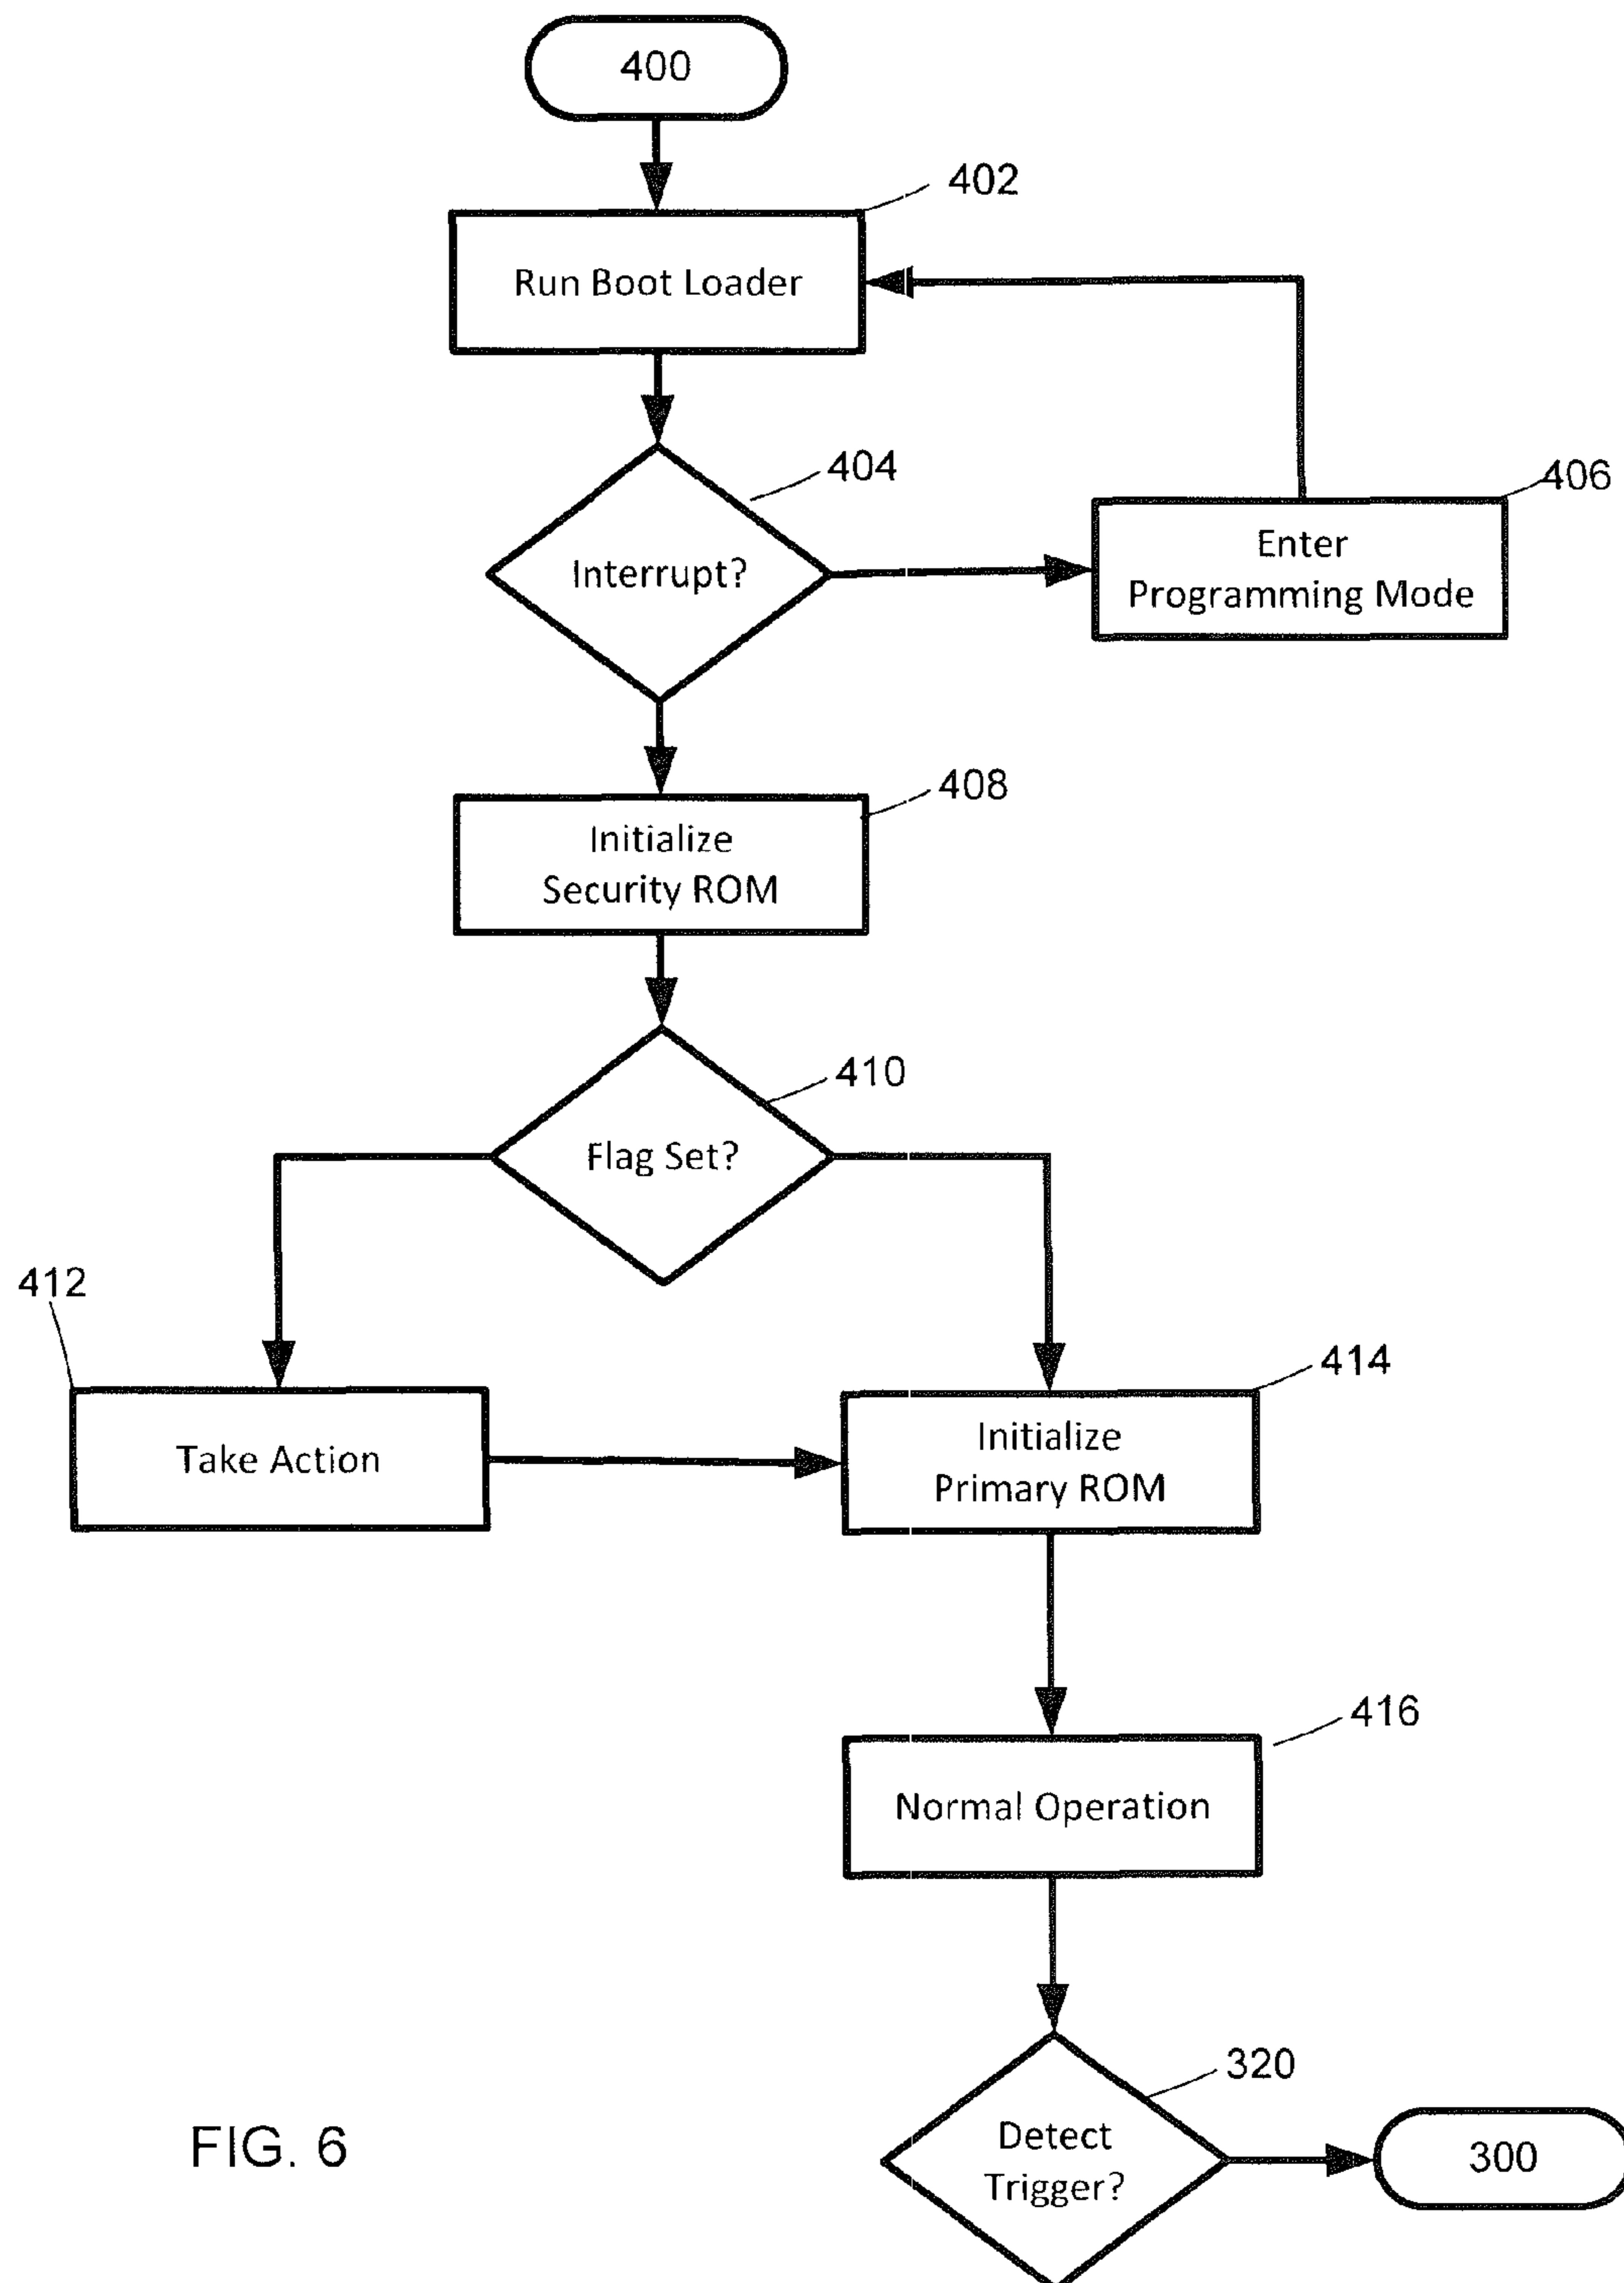 400
402
Run Boot Loader
404
406
Interrupt?
Enter
Programming Mode
408
Initialize
Security ROM
410
Flag Set?
412
414
Take Action
Initialize
Primary ROM
416
Normal Operation
320
Detect
Trigger?
300
FIG. 6